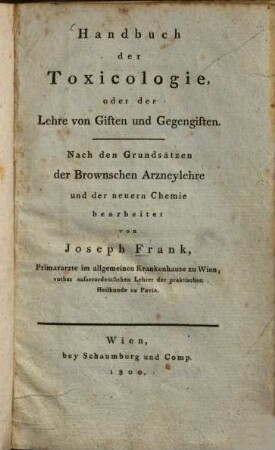 Handbuch
der
Toxicologie,
oder der
Lehre von Giften und Gegengiften.
Nach den Grundsätzen
der Brownschen Arzneylehre
und der neuern Chemie
bearbeitet
von
Joseph Frank,
Primararzte im allgemeinen Krankenhause zu Wien,
vorher ausserordentlichen Lehrer der praktischen
Heilkunde zu Pavia.
Wien,
bey Schaumburg und Comp.
1800.